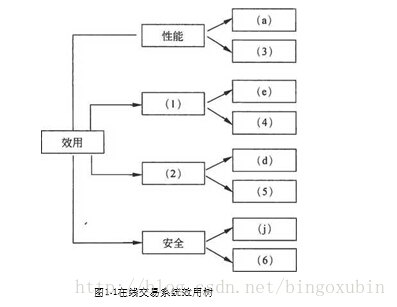 性能
(a)
(3)
(1)
(e)
(4)
效用
(2)
(d)
(5)
安全
(j)
(6)
http://blog.csdn.net/bingoxubin
图1-1在线交易系统效用树